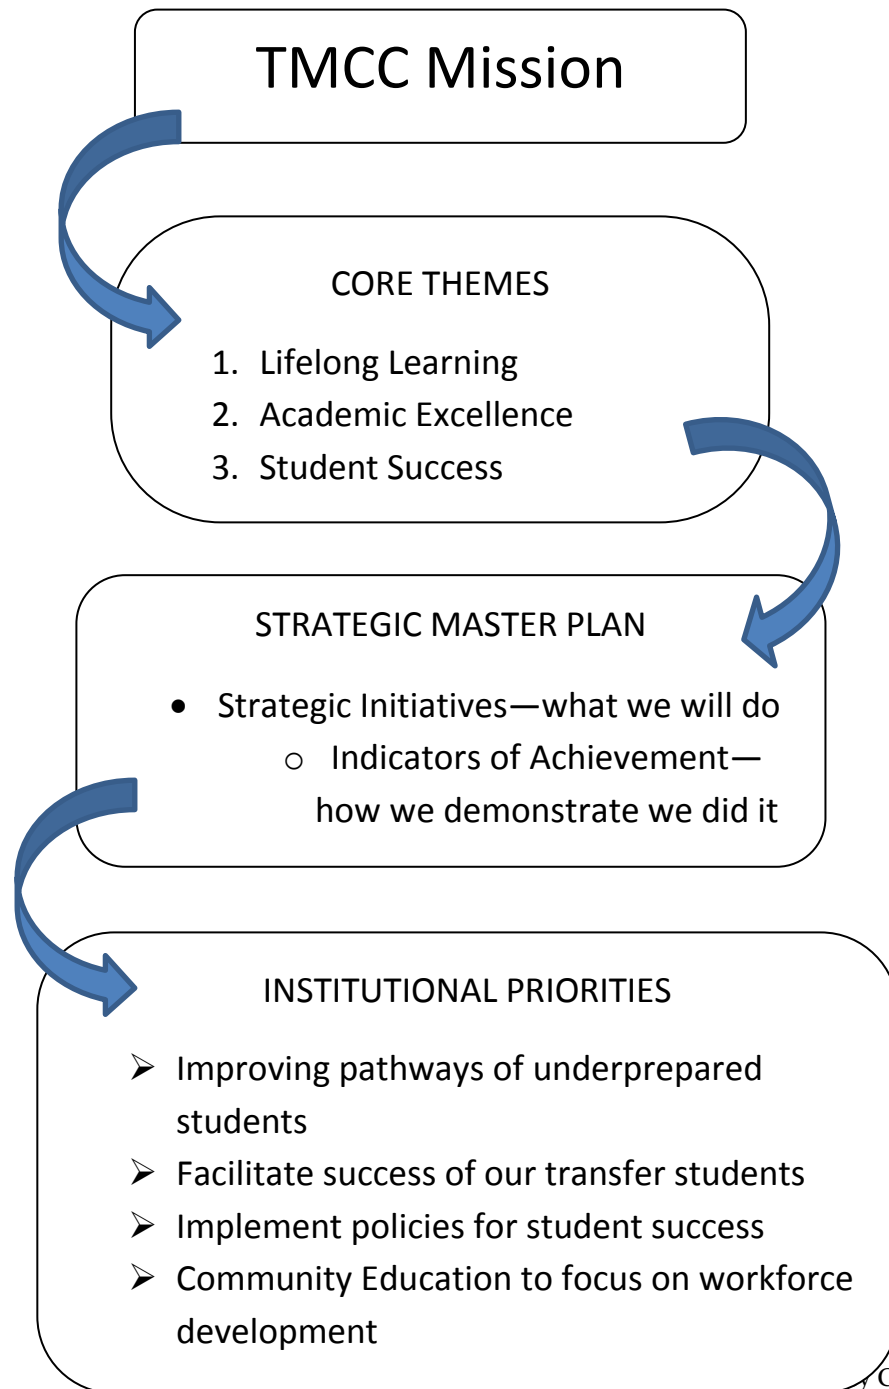 TMCC Mission
CORE THEMES
1. Lifelong Learning
2. Academic Excellence
3. Student Success
STRATEGIC MASTER PLAN
• Strategic Initiatives—what we will do
o Indicators of Achievement—
how we demonstrate we did it
INSTITUTIONAL PRIORITIES
➢ Improving pathways of underprepared
students
➢ Facilitate success of our transfer students
➢ Implement policies for student success
➢ Community Education to focus on workforce
development